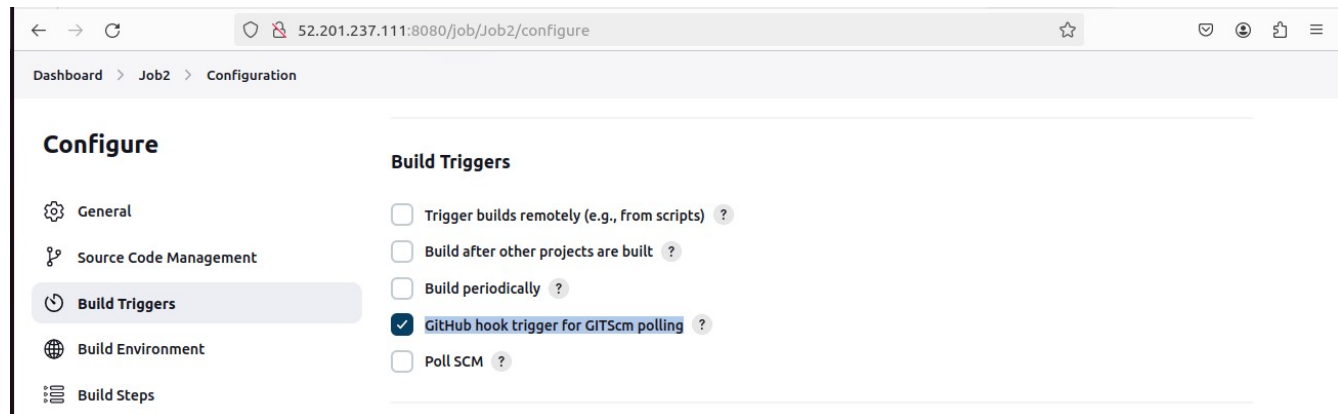 52.201.237.111:8080/job/Job2/configure
Dashboard > Job2 > Configuration
Configure
General
Source Code Management
Build Triggers
Build Environment
Build Steps
Build Triggers
Trigger builds remotely (e.g., from scripts) ?
Build after other projects are built ?
Build periodically ?
GitHub hook trigger for GITScm polling ?
Poll SCM ?